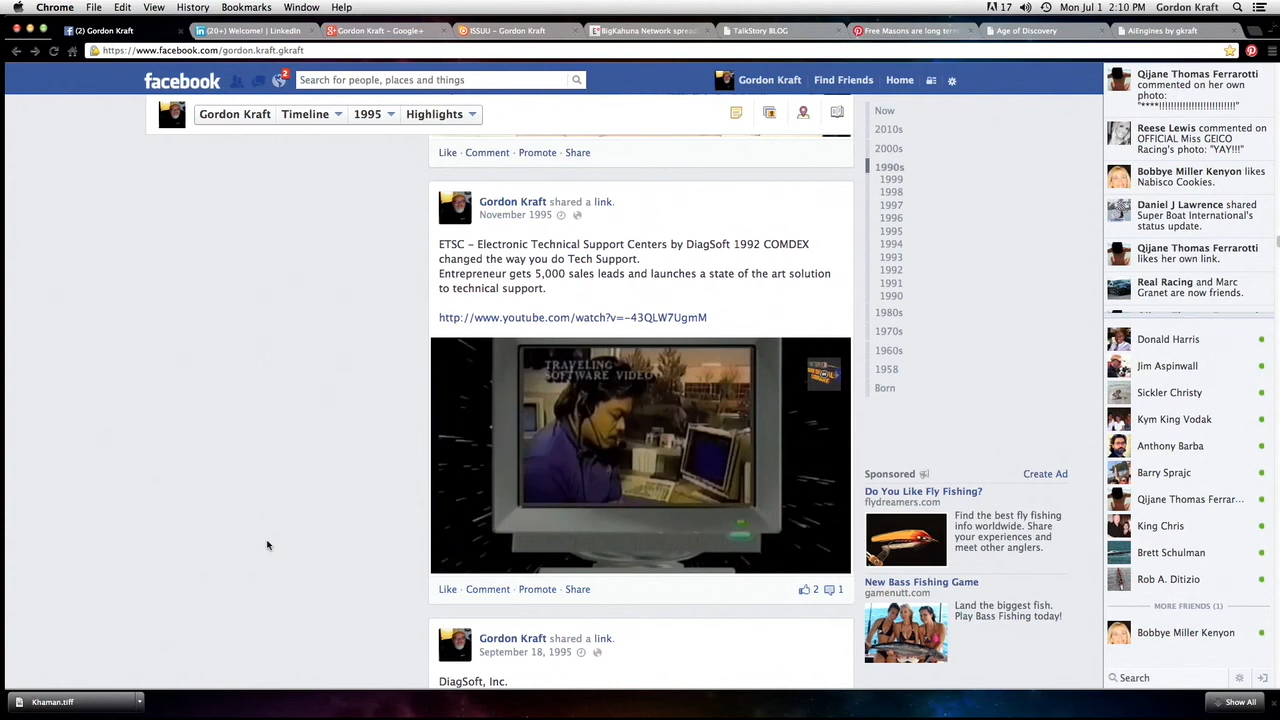 Chrome File Edit View History Bookmarks Window Help 17 Mon Jul 1 2:10 PM Gordon Kraft
(2) Gordon Kraft (20+) Welcome! | LinkedIn Gordon Kraft – Google+ ISSUU – Gordon Kraft BigKahuna Network sprea TalkStory BLOG Free Masons are long term Age of Discovery AiEngines by gkraft
https://www.facebook.com/gordon.kraft.gkraft
facebook 2 Search for people, places and things Gordon Kraft Find Friends Home
Gordon Kraft Timeline 1995 Highlights
Like · Comment · Promote · Share
Gordon Kraft shared a link.
November 1995
ETSC – Electronic Technical Support Centers by DiagSoft 1992 COMDEX
changed the way you do Tech Support.
Entrepreneur gets 5,000 sales leads and launches a state of the art solution
to technical support.
http://www.youtube.com/watch?v=-43QLW7UgmM
TRAVELING
SOFTWARE VIDEO
Like · Comment · Promote · Share 2 1
Gordon Kraft shared a link.
September 18, 1995
DiagSoft, Inc.
Now
2010s
2000s
1990s
1999
1998
1997
1996
1995
1994
1993
1992
1991
1990
1980s
1970s
1960s
1958
Born
Sponsored Create Ad
Do You Like Fly Fishing?
flydreamers.com
Find the best fly fishing
info worldwide. Share
your experiences and
meet other anglers.
New Bass Fishing Game
gamenutt.com
Land the biggest fish.
Play Bass Fishing today!
Qijane Thomas Ferrarotti
commented on her own
photo:
"****!!!!!!!!!!!!!!!!!!!!!!!!!!"
Reese Lewis commented on
OFFICIAL Miss GEICO
Racing's photo: "YAY!!!"
Bobbye Miller Kenyon likes
Nabisco Cookies.
Daniel J Lawrence shared
Super Boat International's
status update.
Qijane Thomas Ferrarotti
likes her own link.
Real Racing and Marc
Granet are now friends.
Donald Harris
Jim Aspinwall
Sickler Christy
Kym King Vodak
Anthony Barba
Barry Sprajc
Qijane Thomas Ferrar...
King Chris
Brett Schulman
Rob A. Ditizio
MORE FRIENDS (1)
Bobbye Miller Kenyon
Search
Khaman.tiff Show All